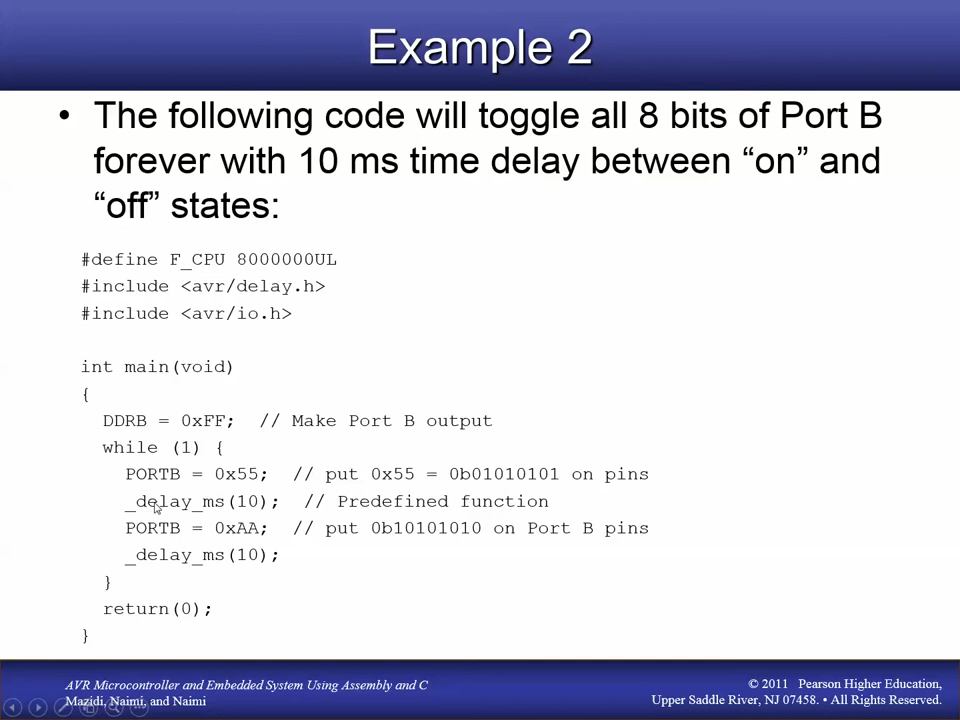 Example 2
• The following code will toggle all 8 bits of Port B
forever with 10 ms time delay between “on” and
“off” states:
#define F_CPU 8000000UL
#include <avr/delay.h>
#include <avr/io.h>
int main(void)
{
DDRB = 0xFF; // Make Port B output
while (1) {
PORTB = 0x55; // put 0x55 = 0b01010101 on pins
_delay_ms(10); // Predefined function
PORTB = 0xAA; // put 0b10101010 on Port B pins
_delay_ms(10);
}
return(0);
}
AVR Microcontroller and Embedded System Using Assembly and C
Mazidi, Naimi, and Naimi
© 2011 Pearson Higher Education,
Upper Saddle River, NJ 07458. • All Rights Reserved.